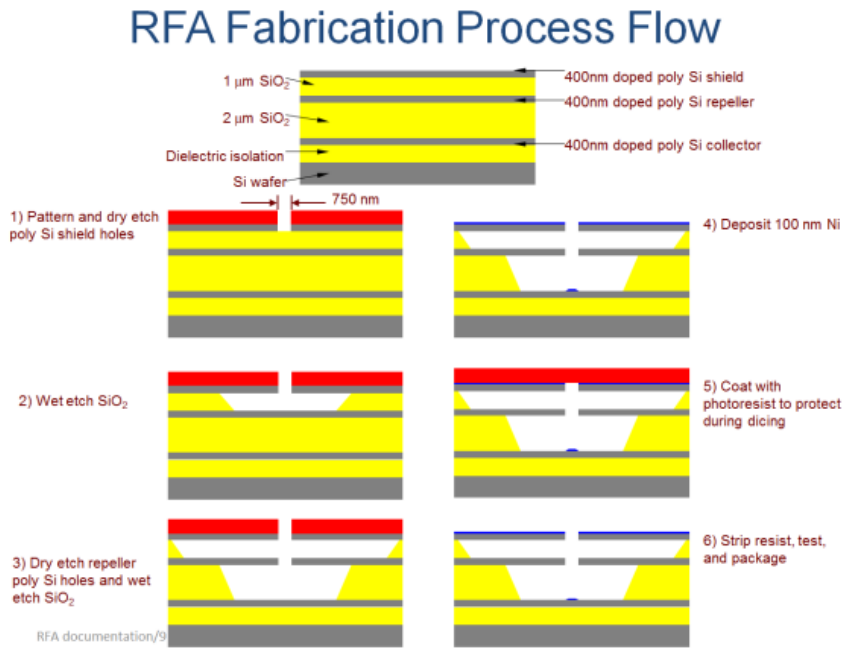 RFA Fabrication Process Flow
1 μm SiO₂
400nm doped poly Si shield
400nm doped poly Si repeller
2 μm SiO₂
400nm doped poly Si collector
Dielectric isolation
Si wafer
750 nm
1) Pattern and dry etch
poly Si shield holes
4) Deposit 100 nm Ni
2) Wet etch SiO₂
5) Coat with
photoresist to protect
during dicing
3) Dry etch repeller
poly Si holes and wet
etch SiO₂
6) Strip resist, test,
and package
RFA documentation/9